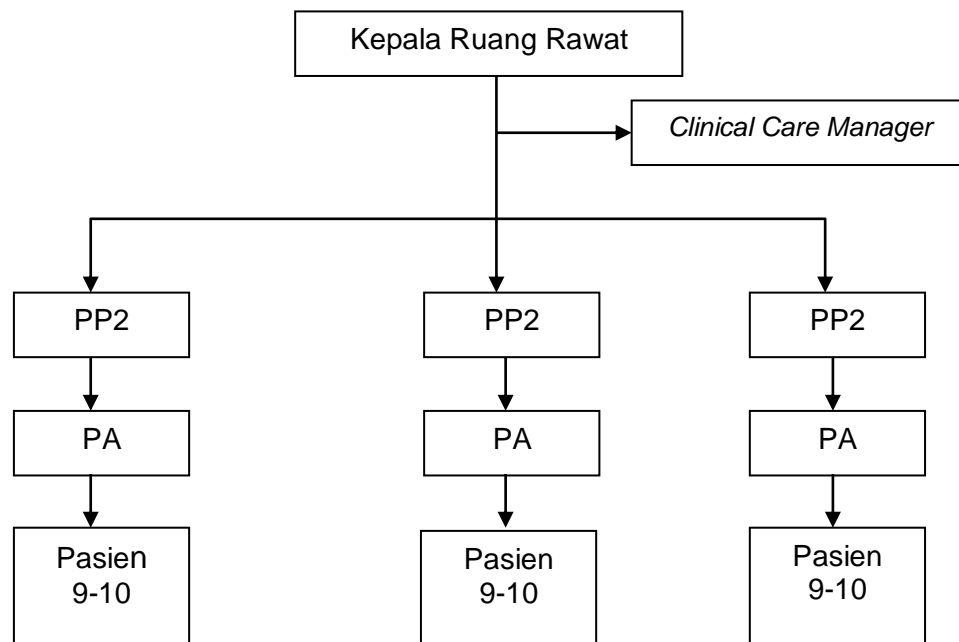 Kepala Ruang Rawat
Clinical Care Manager
PP2
PP2
PP2
PA
PA
PA
Pasien
9-10
Pasien
9-10
Pasien
9-10